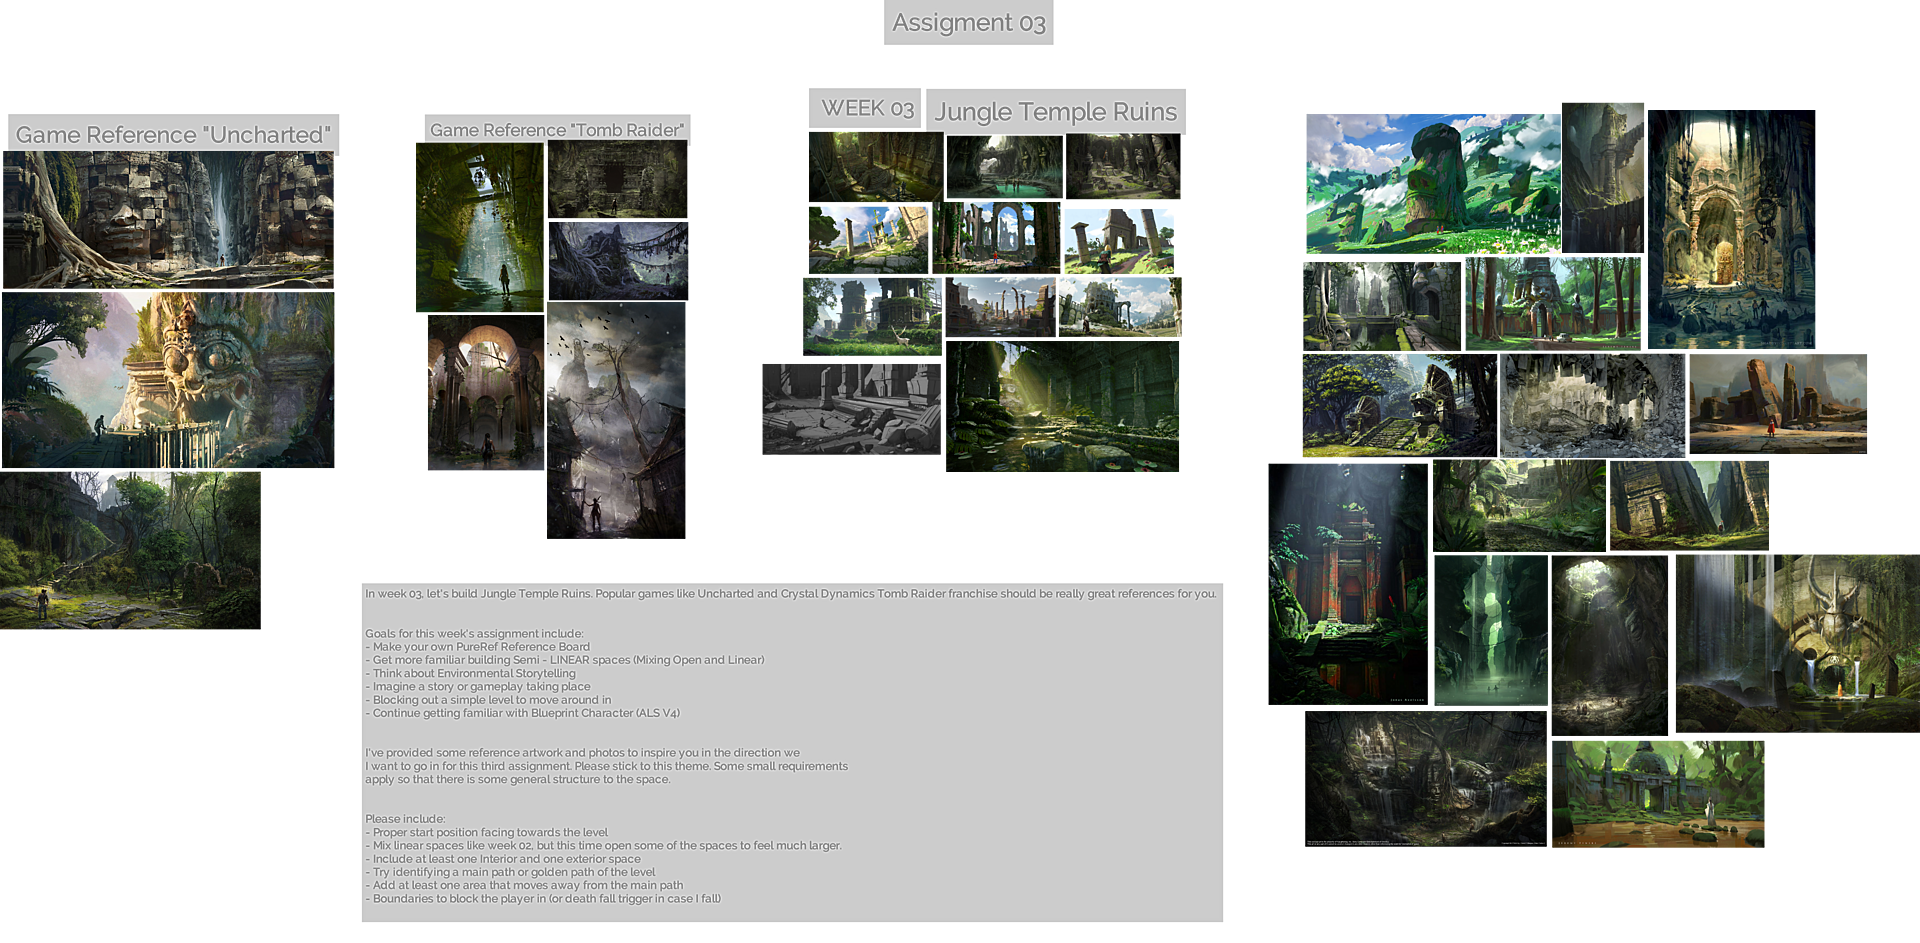 Assigment 03
Game Reference "Uncharted"
Game Reference "Tomb Raider"
WEEK 03
Jungle Temple Ruins
In week 03, let's build Jungle Temple Ruins. Popular games like Uncharted and Crystal Dynamics Tomb Raider franchise should be really great references for you.
Goals for this week's assignment include:
- Make your own PureRef Reference Board
- Get more familiar building Semi - LINEAR spaces (Mixing Open and Linear)
- Think about Environmental Storytelling
- Imagine a story or gameplay taking place
- Blocking out a simple level to move around in
- Continue getting familiar with Blueprint Character (ALS V4)
I've provided some reference artwork and photos to inspire you in the direction we
I want to go in for this third assignment. Please stick to this theme. Some small requirements
apply so that there is some general structure to the space.
Please include:
- Proper start position facing towards the level
- Mix linear spaces like week 02, but this time open some of the spaces to feel much larger.
- Include at least one Interior and one exterior space
- Try identifying a main path or golden path of the level
- Add at least one area that moves away from the main path
- Boundaries to block the player in (or death fall trigger in case I fall)